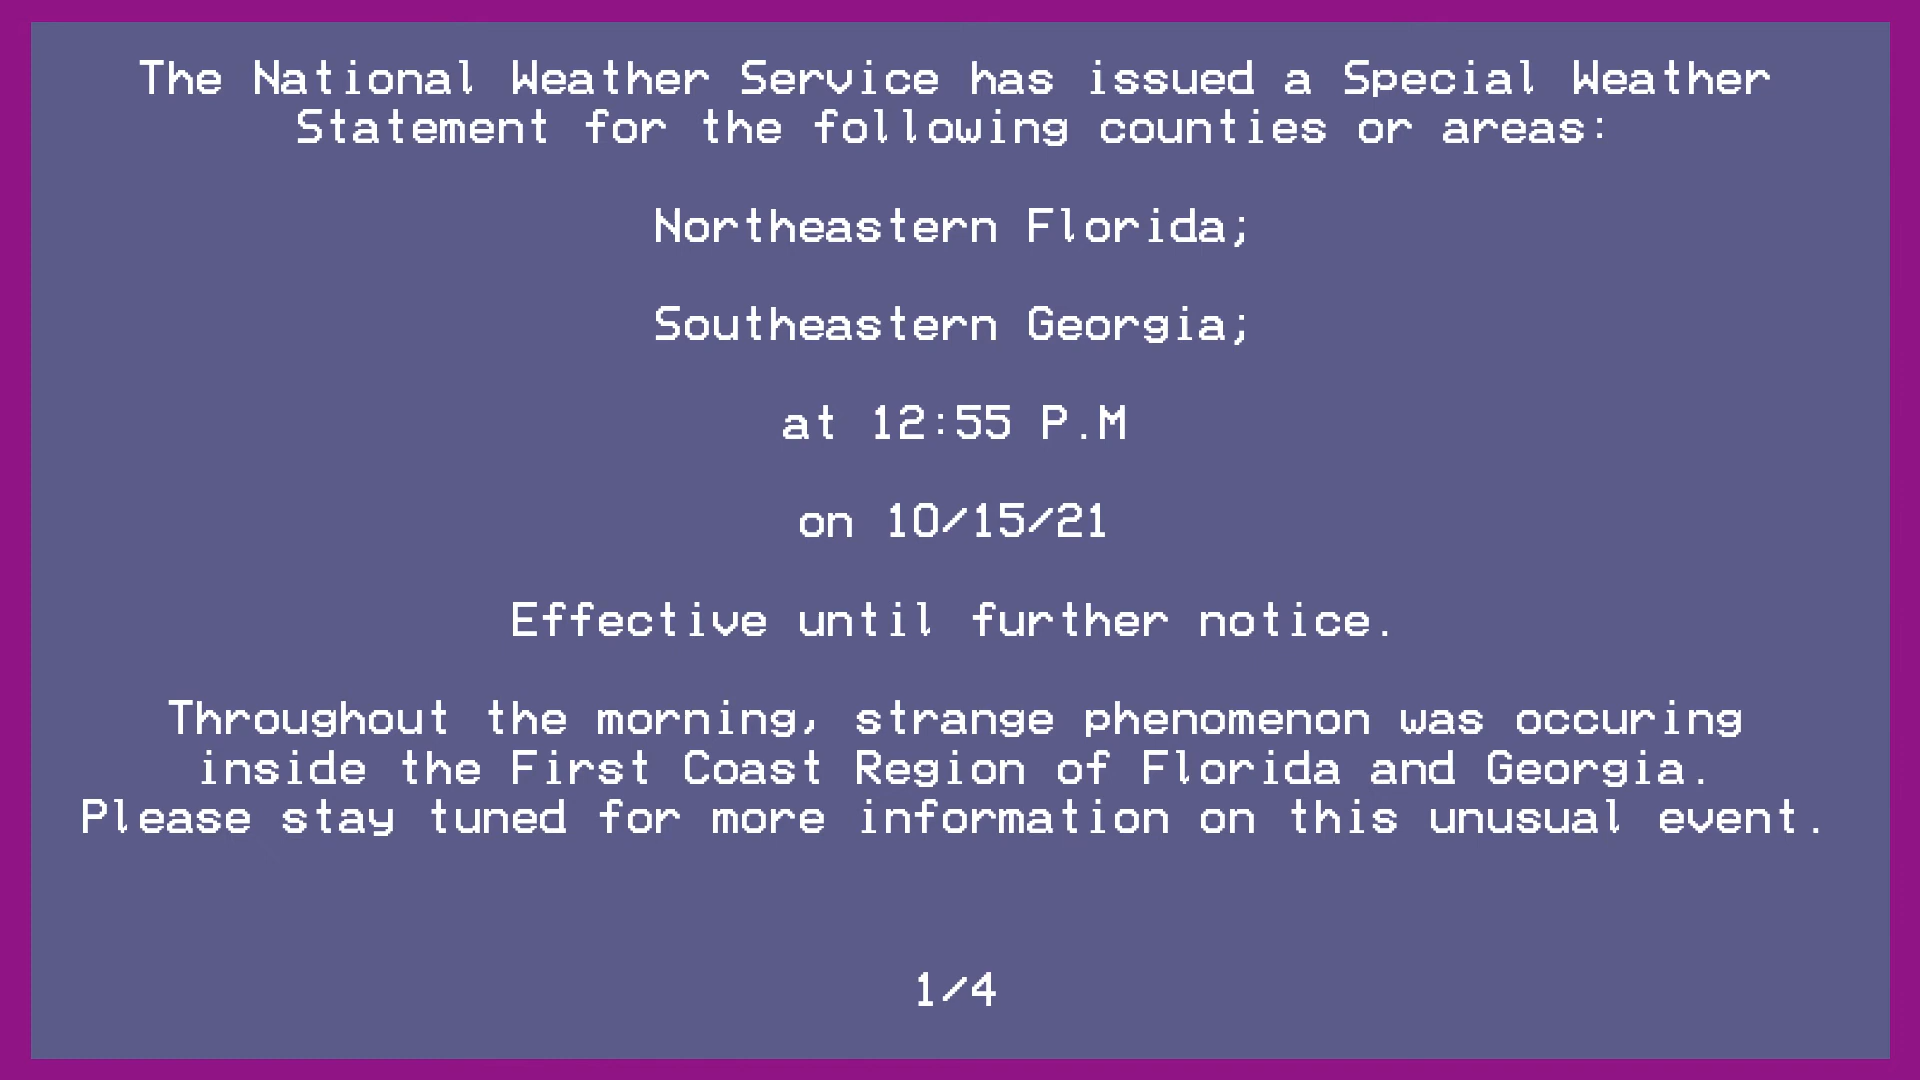 The National Weather Service has issued a Special Weather
Statement for the following counties or areas:
Northeastern Florida;
Southeastern Georgia;
at 12:55 P.M
on 10/15/21
Effective until further notice.
Throughout the morning, strange phenomenon was occuring
inside the First Coast Region of Florida and Georgia.
Please stay tuned for more information on this unusual event.
1/4